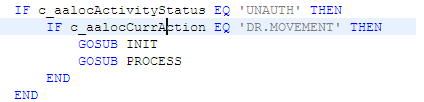 IF c_aalocActivityStatus EQ 'UNAUTH' THEN
IF c_aalocCurrAction EQ 'DR.MOVEMENT' THEN
GOSUB INIT
GOSUB PROCESS
END
END